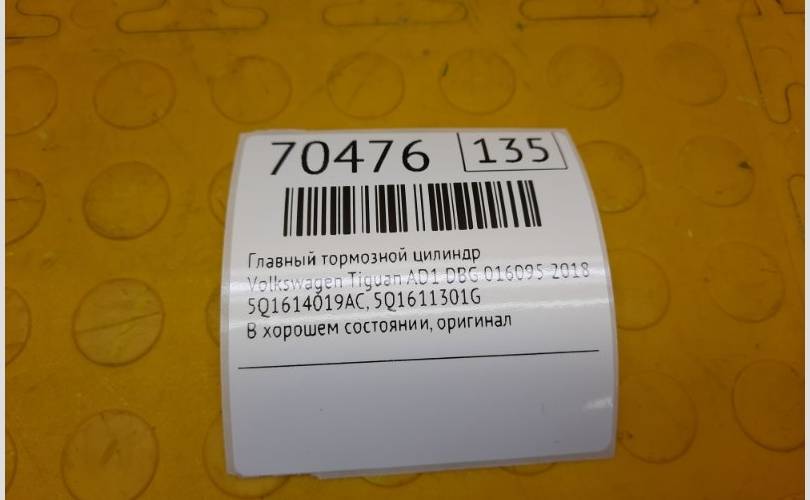 70476 135
Главный тормозной цилиндр
Volkswagen Tiguan AD1 DBG 016095 2018
5Q1614019AC, 5Q1611301G
В хорошем состоянии, оригинал